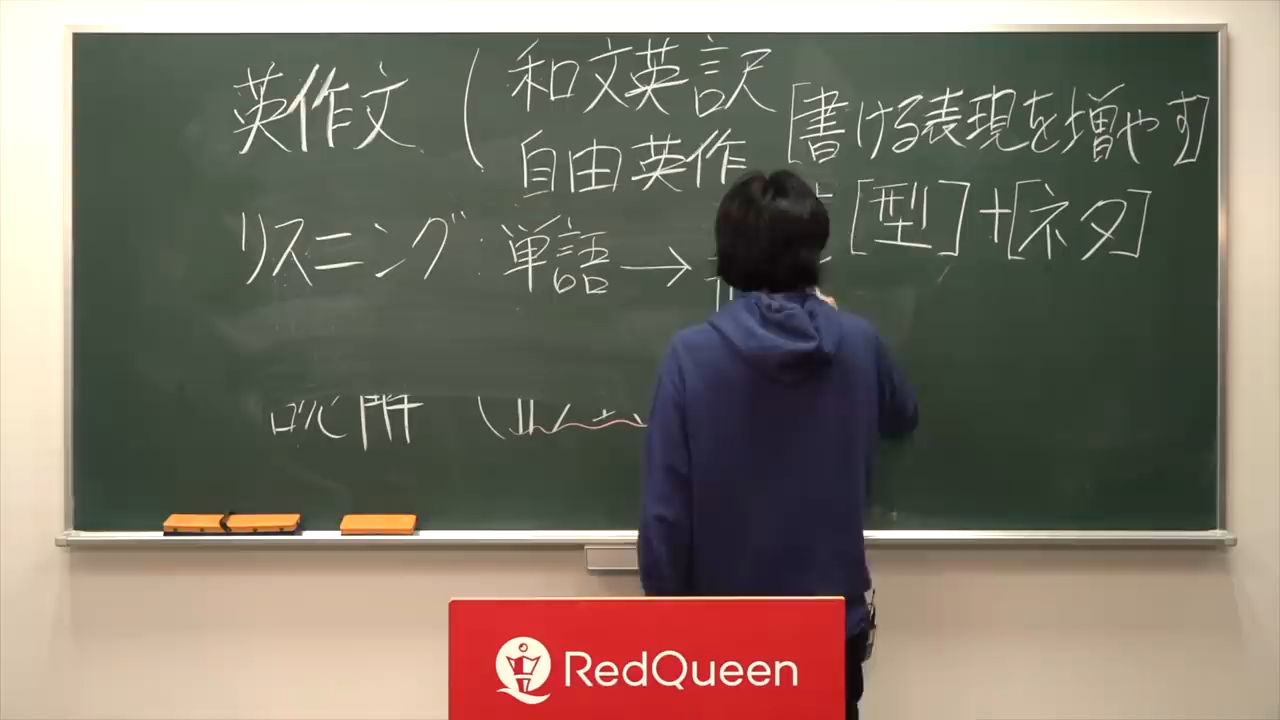 英作文 ( 和文英訳 [書ける表現を増やす]
自由英作 [型]+[ネタ]
リスニング:単語→
RedQueen